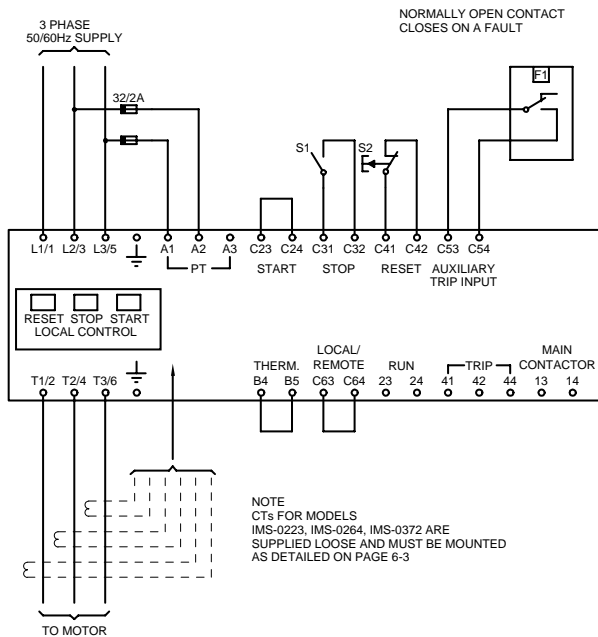 3 PHASE
50/60Hz SUPPLY
NORMALLY OPEN CONTACT
CLOSES ON A FAULT
F1
32/2A
S1
S2
L1/1 L2/3 L3/5 A1 A2 A3 C23 C24 C31 C32 C41 C42 C53 C54
PT START STOP RESET AUXILIARY
TRIP INPUT
RESET STOP START
LOCAL CONTROL
THERM. LOCAL/
REMOTE RUN TRIP MAIN
CONTACTOR
T1/2 T2/4 T3/6 B4 B5 C63 C64 23 24 41 42 44 13 14
NOTE
CTs FOR MODELS
IMS-0223, IMS-0264, IMS-0372 ARE
SUPPLIED LOOSE AND MUST BE MOUNTED
AS DETAILED ON PAGE 6-3
TO MOTOR